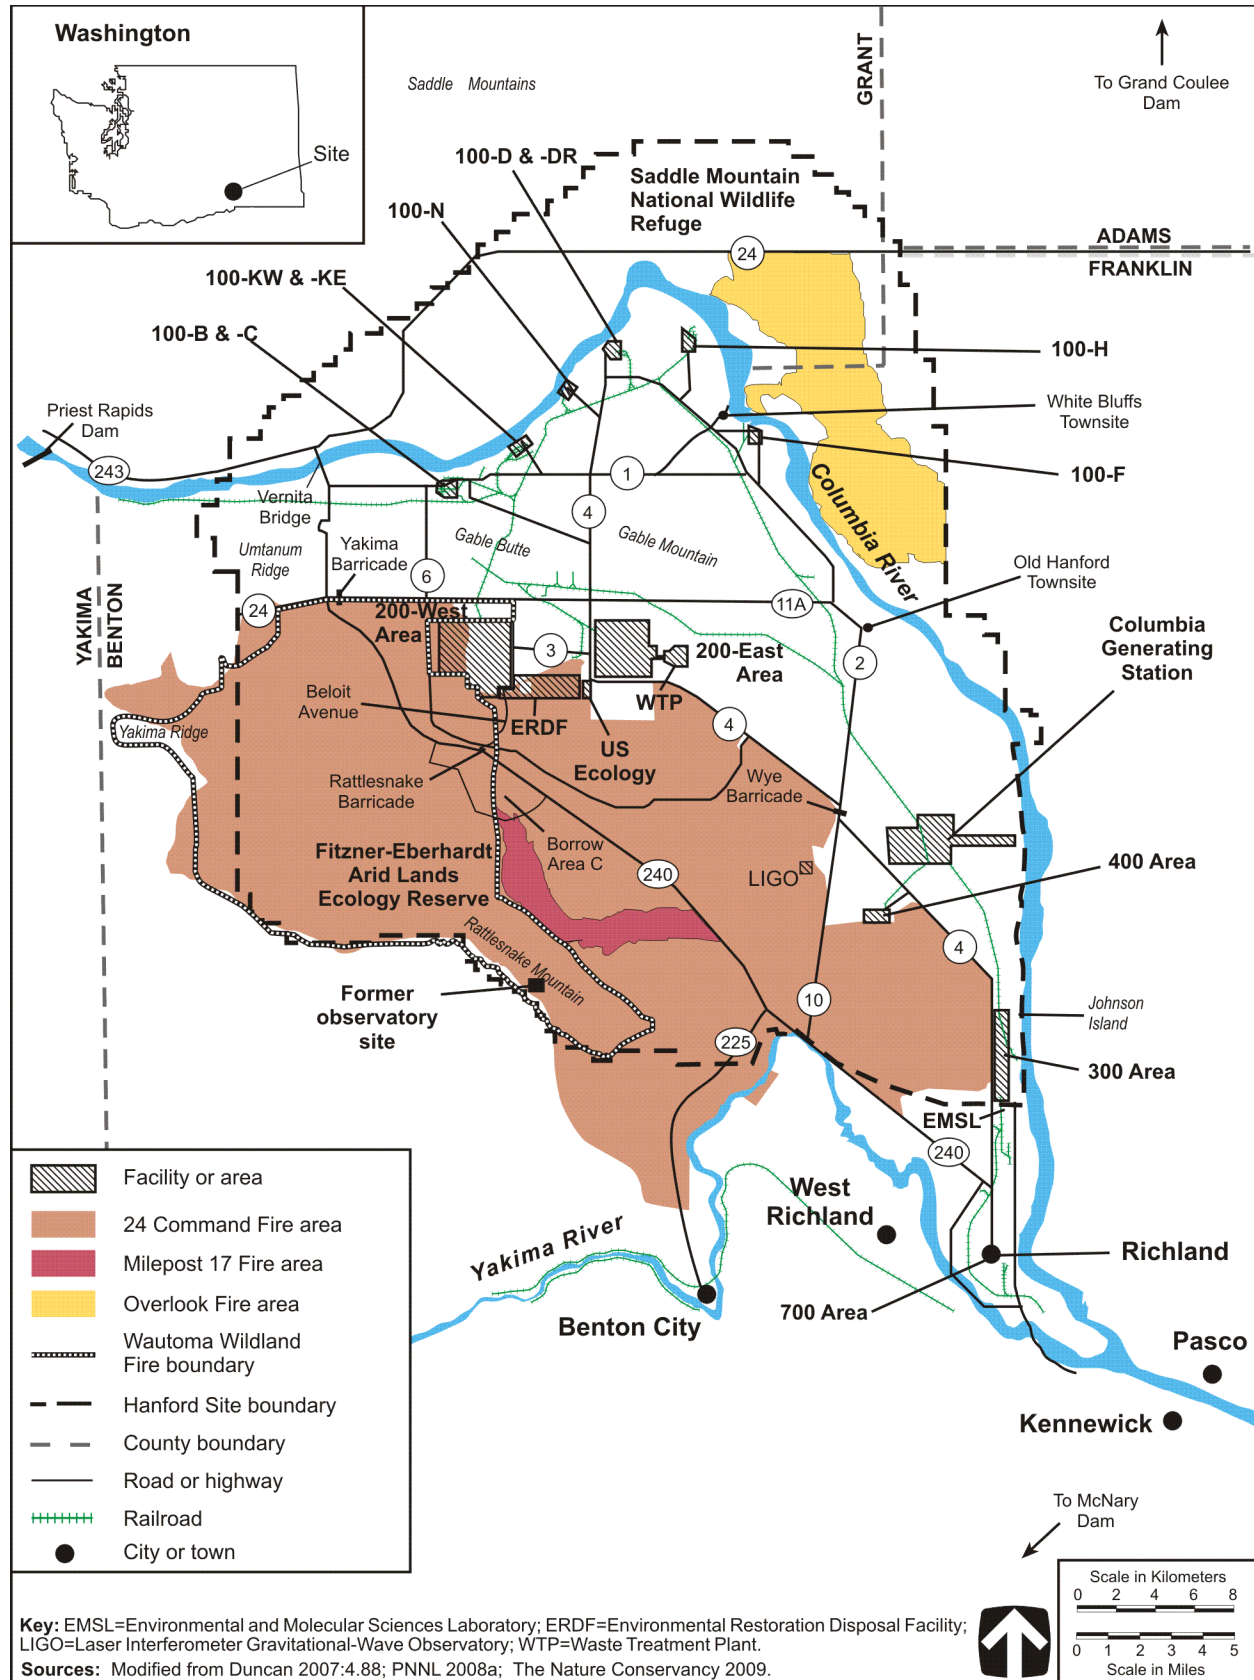 Washington
Site
Saddle Mountains
GRANT
To Grand Coulee
Dam
100-D & -DR
Saddle Mountain
National Wildlife
Refuge
100-N
24
ADAMS
FRANKLIN
100-KW & -KE
100-B & -C
100-H
White Bluffs
Townsite
Priest Rapids
Dam
243
1
100-F
Vernita
Bridge
4
Columbia River
Umtanum
Ridge
Yakima
Barricade
Gable Butte
Gable Mountain
Old Hanford
Townsite
6
YAKIMA
BENTON
24
200-West
Area
11A
Columbia
Generating
Station
3
200-East
Area
2
Beloit
Avenue
WTP
ERDF
4
Yakima Ridge
US
Ecology
Rattlesnake
Barricade
Wye
Barricade
Borrow
Area C
Fitzner-Eberhardt
Arid Lands
Ecology Reserve
240
LIGO
400 Area
Rattlesnake Mountain
4
Former
observatory
site
10
Johnson
Island
225
300 Area
EMSL
240
West
Richland
Yakima River
Richland
700 Area
Benton City
Pasco
Kennewick
Facility or area
24 Command Fire area
Milepost 17 Fire area
Overlook Fire area
Wautoma Wildland
Fire boundary
Hanford Site boundary
County boundary
Road or highway
Railroad
City or town
To McNary
Dam
Scale in Kilometers
0 2 4 6 8
0 1 2 3 4 5
Scale in Miles
Key: EMSL=Environmental and Molecular Sciences Laboratory; ERDF=Environmental Restoration Disposal Facility;
LIGO=Laser Interferometer Gravitational-Wave Observatory; WTP=Waste Treatment Plant.
Sources: Modified from Duncan 2007:4.88; PNNL 2008a; The Nature Conservancy 2009.